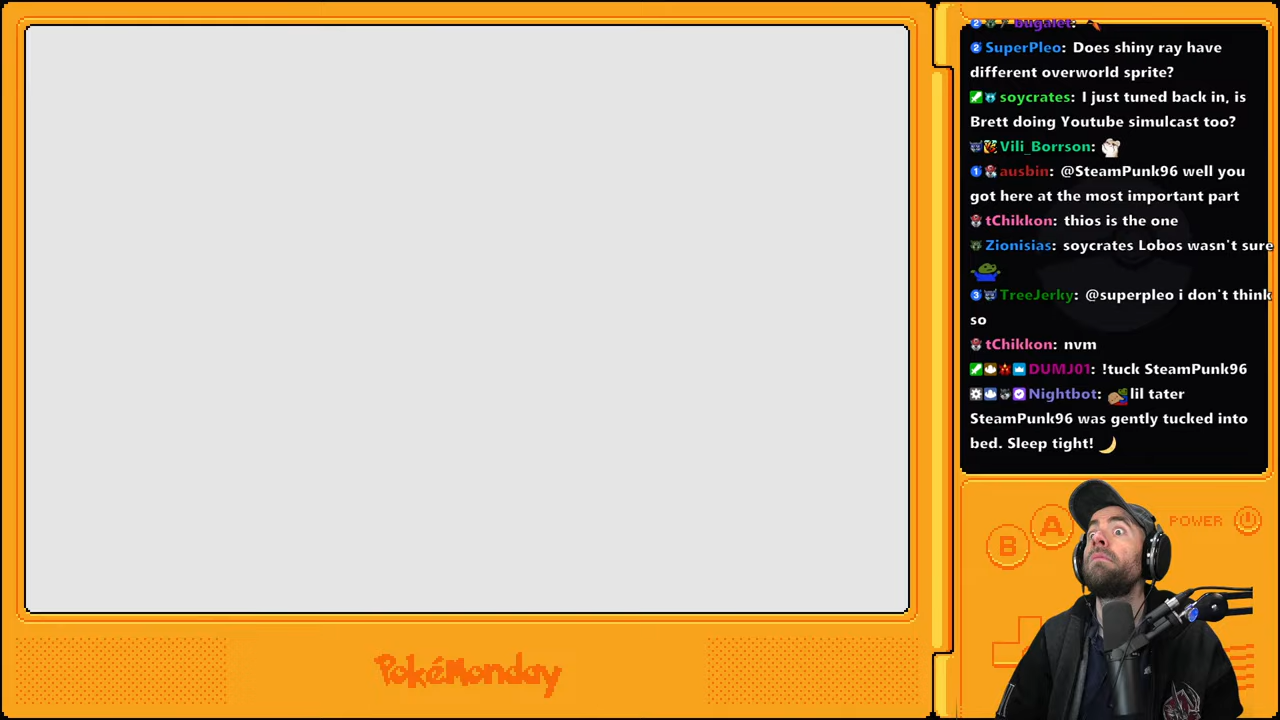 bugalet:
SuperPleo: Does shiny ray have
different overworld sprite?
soycrates: I just tuned back in, is
Brett doing Youtube simulcast too?
Vili_Borrson:
ausbin: @SteamPunk96 well you
got here at the most important part
tChikkon: thios is the one
Zionisias: soycrates Lobos wasn't sure
TreeJerky: @superpleo i don't think
so
tChikkon: nvm
DUMJ01: !tuck SteamPunk96
Nightbot: lil tater
SteamPunk96 was gently tucked into
bed. Sleep tight!
B A POWER
PokéMonday